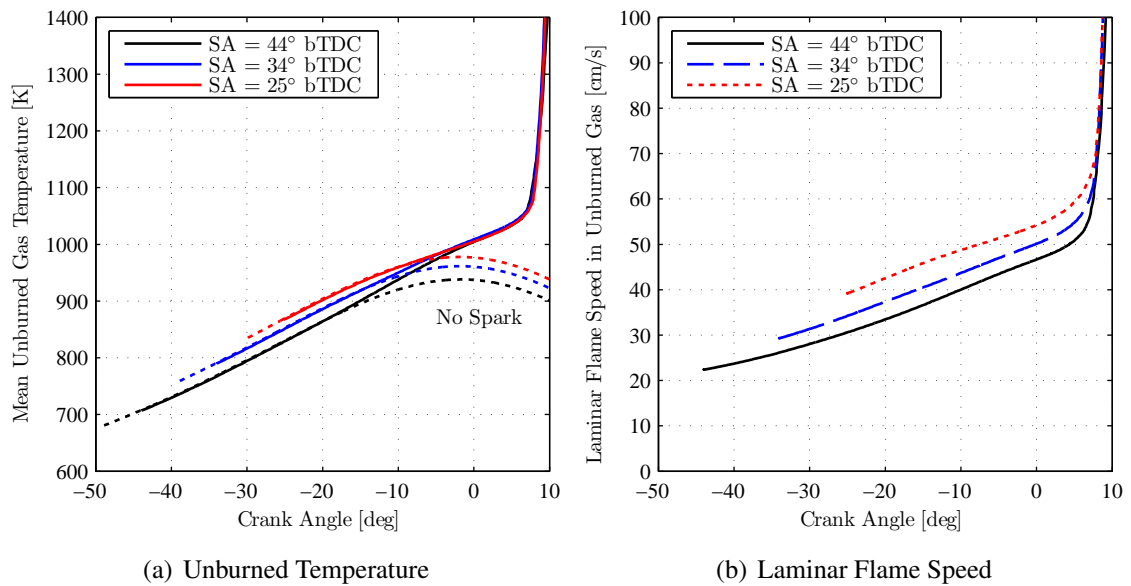 1400
1300
1200
1100
1000
900
800
700
600
Mean Unburned Gas Temperature [K]
SA = 44° bTDC
SA = 34° bTDC
SA = 25° bTDC
No Spark
−50 −40 −30 −20 −10 0 10
Crank Angle [deg]
(a) Unburned Temperature
100
90
80
70
60
50
40
30
20
10
0
Laminar Flame Speed in Unburned Gas [cm/s]
SA = 44° bTDC
SA = 34° bTDC
SA = 25° bTDC
−50 −40 −30 −20 −10 0 10
Crank Angle [deg]
(b) Laminar Flame Speed